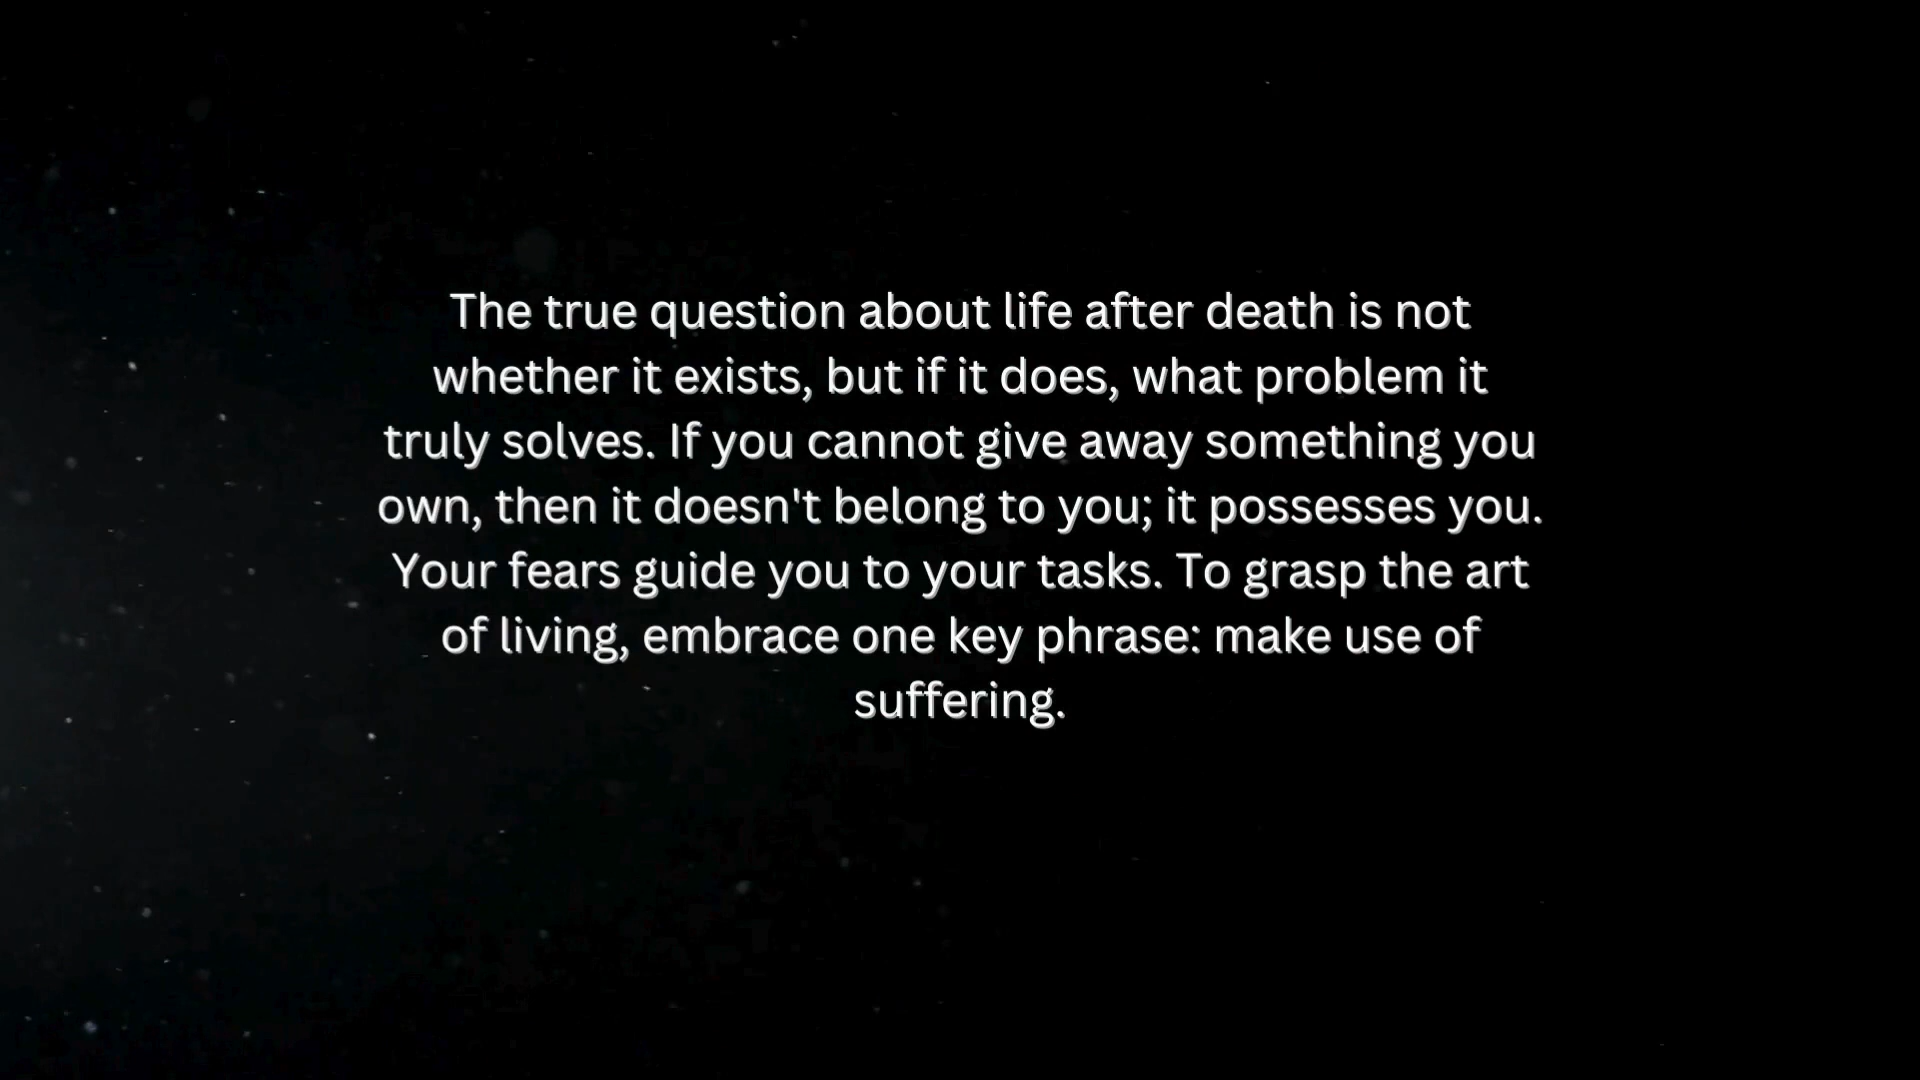 The true question about life after death is not
whether it exists, but if it does, what problem it
truly solves. If you cannot give away something you
own, then it doesn't belong to you; it possesses you.
Your fears guide you to your tasks. To grasp the art
of living, embrace one key phrase: make use of
suffering.